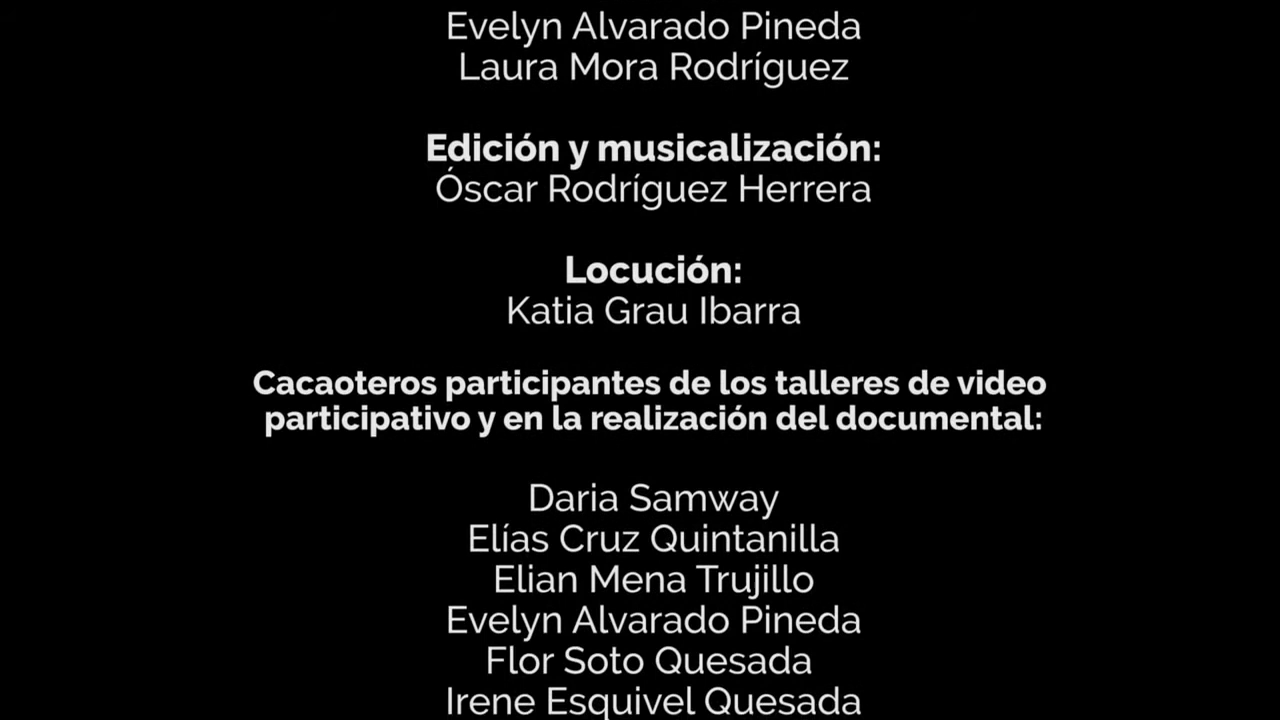 Evelyn Alvarado Pineda
Laura Mora Rodríguez
Edición y musicalización:
Óscar Rodríguez Herrera
Locución:
Katia Grau Ibarra
Cacaoteros participantes de los talleres de video
participativo y en la realización del documental:
Daria Samway
Elías Cruz Quintanilla
Elian Mena Trujillo
Evelyn Alvarado Pineda
Flor Soto Quesada
Irene Esquivel Quesada